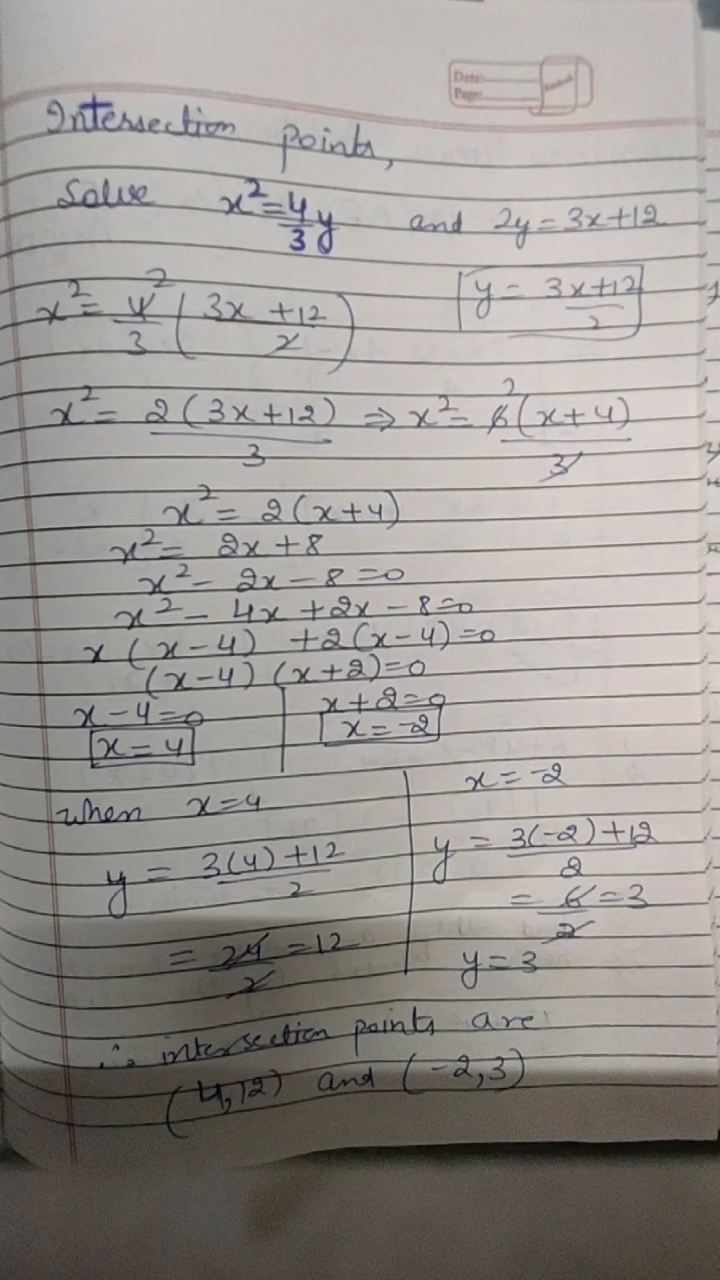 Date:
Page:
Intersection points,
Solve x² = 4/3 y and 2y = 3x+12
x² = 4/3 (3x+12/2) y = 3x+12/2
2
x² = 2(3x+12)/3 ⇒ x² = 6(x+4)/3
2
x² = 2(x+4)
x² = 2x+8
x² - 2x - 8 = 0
x² - 4x + 2x - 8 = 0
x(x-4) + 2(x-4) = 0
(x-4)(x+2) = 0
x-4=0 x+2=0
x=4 x=-2
when x=4 x=-2
y = 3(4)+12/2 y = 3(-2)+12/2
= 24/2 = 12 = 6/2 = 3
y = 3
∴ intersection points are
(4,12) and (-2,3)